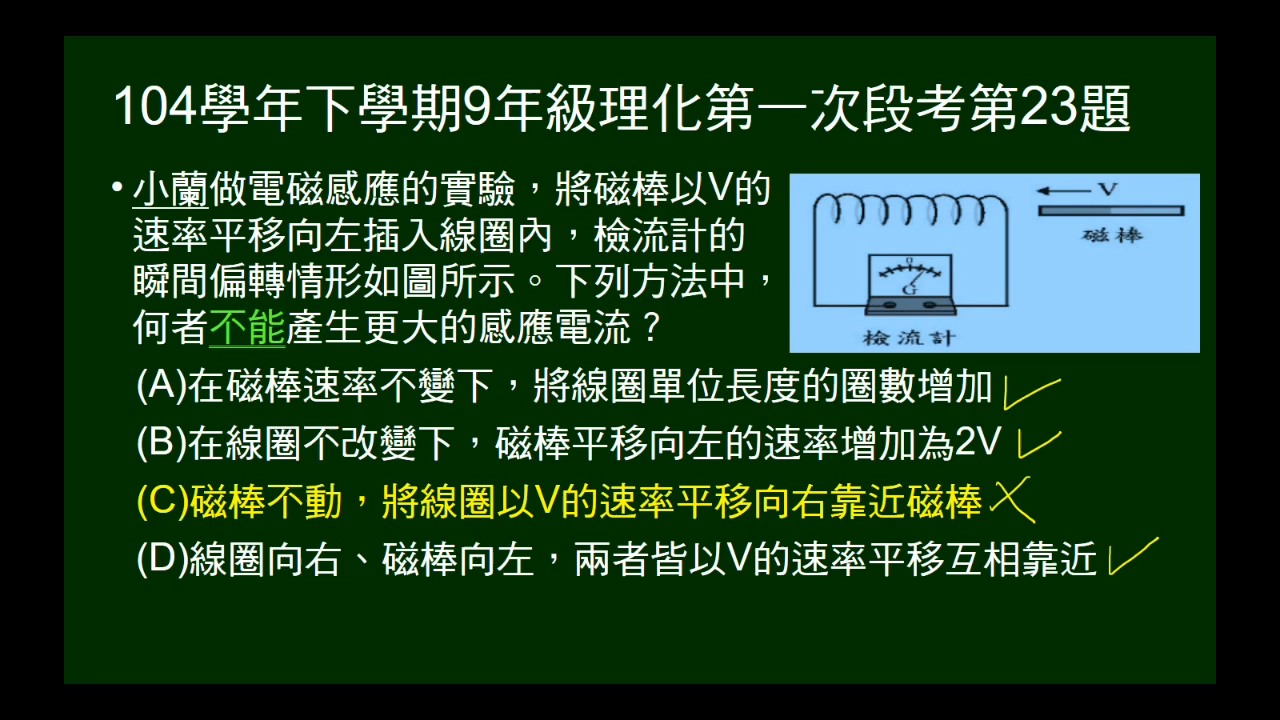 104學年下學期9年級理化第一次段考第23題
•小蘭做電磁感應的實驗，將磁棒以V的
速率平移向左插入線圈內，檢流計的
瞬間偏轉情形如圖所示。下列方法中，
何者不能產生更大的感應電流？
V
磁棒
0
G
檢流計
(A)在磁棒速率不變下，將線圈單位長度的圈數增加
(B)在線圈不改變下，磁棒平移向左的速率增加為2V
(C)磁棒不動，將線圈以V的速率平移向右靠近磁棒
(D)線圈向右、磁棒向左，兩者皆以V的速率平移互相靠近